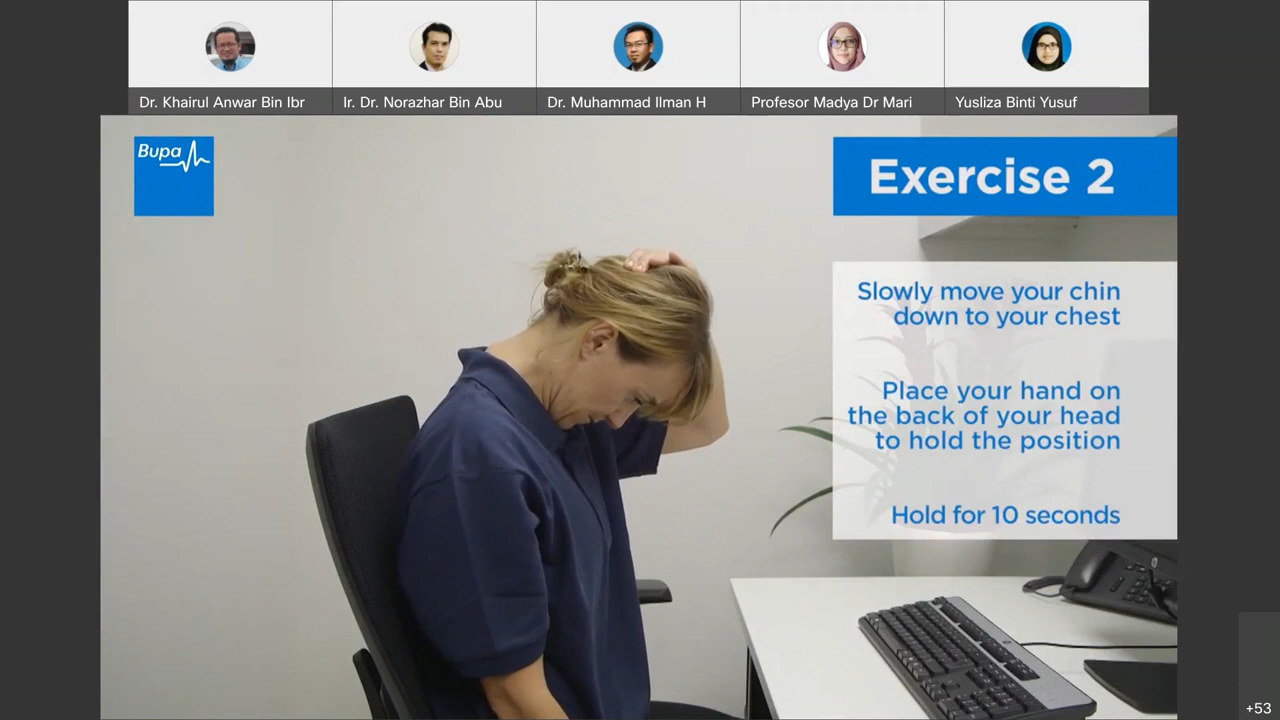 Dr. Khairul Anwar Bin Ibr
Ir. Dr. Norazhar Bin Abu
Dr. Muhammad Ilman H
Profesor Madya Dr Mari
Yusliza Binti Yusuf
Bupa
Exercise 2
Slowly move your chin
down to your chest
Place your hand on
the back of your head
to hold the position
Hold for 10 seconds
+53